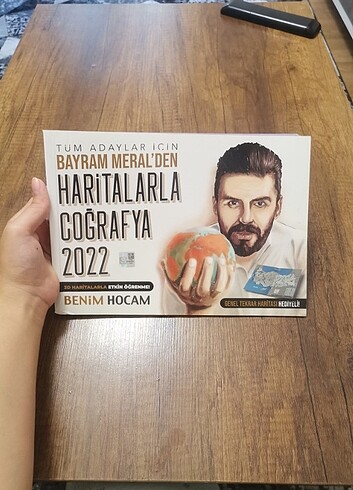 TÜM ADAYLAR İÇİN
BAYRAM MERAL'DEN
HARİTALARLA
COĞRAFYA
2022
3D HARİTALARLA ETKİN ÖĞRENME!
BENİM HOCAM
GENEL TEKRAR HARİTASI HEDİYELİ!